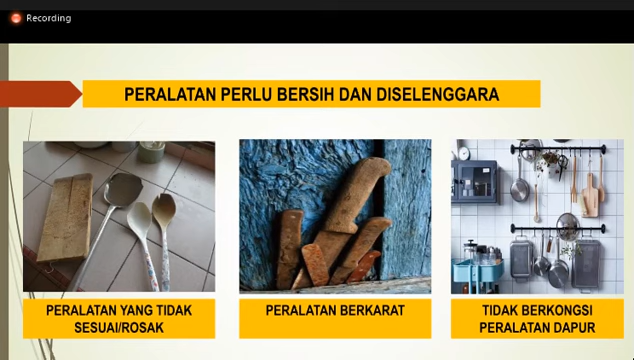 Recording
PERALATAN PERLU BERSIH DAN DISELENGGARA
PERALATAN YANG TIDAK
SESUAI/ROSAK
PERALATAN BERKARAT
TIDAK BERKONGSI
PERALATAN DAPUR